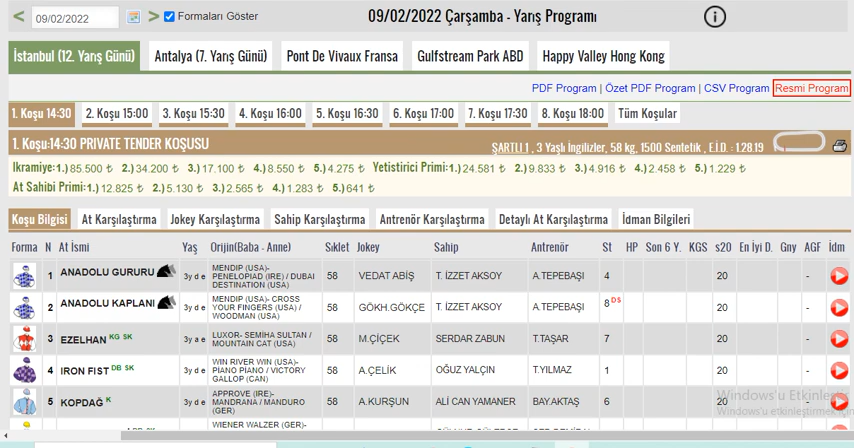 < 09/02/2022 > Formaları Göster 09/02/2022 Çarşamba - Yarış Programı
İstanbul (12. Yarış Günü) Antalya (7. Yarış Günü) Pont De Vivaux Fransa Gulfstream Park ABD Happy Valley Hong Kong
PDF Program | Özet PDF Program | CSV Program Resmi Program
1. Koşu 14:30 2. Koşu 15:00 3. Koşu 15:30 4. Koşu 16:00 5. Koşu 16:30 6. Koşu 17:00 7. Koşu 17:30 8. Koşu 18:00 Tüm Koşular
1. Koşu:14:30 PRIVATE TENDER KOŞUSU ŞARTLI 1 , 3 Yaşlı İngilizler, 58 kg, 1500 Sentetik , E.İ.D. : 1.28.19
Ikramiye:1.) 85.500 ₺ 2.) 34.200 ₺ 3.) 17.100 ₺ 4.) 8.550 ₺ 5.) 4.275 ₺ Yetistirici Primi:1.) 24.581 ₺ 2.) 9.833 ₺ 3.) 4.916 ₺ 4.) 2.458 ₺ 5.) 1.229 ₺
At Sahibi Primi:1.) 12.825 ₺ 2.) 5.130 ₺ 3.) 2.565 ₺ 4.) 1.283 ₺ 5.) 641 ₺
Koşu Bilgisi At Karşılaştırma Jokey Karşılaştırma Sahip Karşılaştırma Antrenör Karşılaştırma Detaylı At Karşılaştırma İdman Bilgileri
Forma N At İsmi Yaş Orijin(Baba - Anne) Sıklet Jokey Sahip Antrenör St HP Son 6 Y. KGS s20 En İyi D. Gny AGF İdm
1 ANADOLU GURURU 3y d e MENDIP (USA)- PENELOPIAD (IRE) / DUBAI DESTINATION (USA) 58 VEDAT ABİŞ T. İZZET AKSOY A.TEPEBAŞI 4 20 -
2 ANADOLU KAPLANI 3y d e MENDIP (USA)- CROSS YOUR FINGERS (USA) / WOODMAN (USA) 58 GÖKH.GÖKÇE T. İZZET AKSOY A.TEPEBAŞI 8 DS 20 -
3 EZELHAN KG SK 3y a e LUXOR- SEMİHA SULTAN / MOUNTAIN CAT (USA) 58 M.ÇİÇEK SERDAR ZABUN T.TAŞAR 7 20 -
4 IRON FIST DB SK 3y d e WIN RIVER WIN (USA)- PIANO PIANO / VICTORY GALLOP (CAN) 58 A.ÇELİK OĞUZ YALÇIN T.YILMAZ 1 20 -
5 KOPDAĞ K 3y d e APPROVE (IRE)- MANDRANA / MANDURO (GER) 58 A.KURŞUN ALİ CAN YAMANER BAY.AKTAŞ 6 20 -
Windows'u Etkinleştir
Windows'u etkinleştirmek için
WIENER WALZER (GER)-